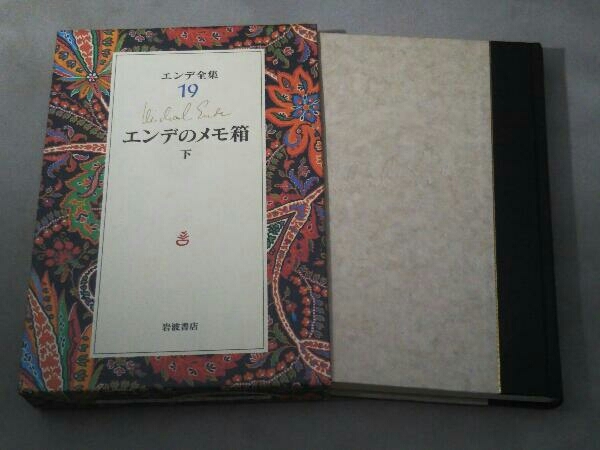 エンデ全集
19
Michael Ende
エンデのメモ箱
下
岩波書店